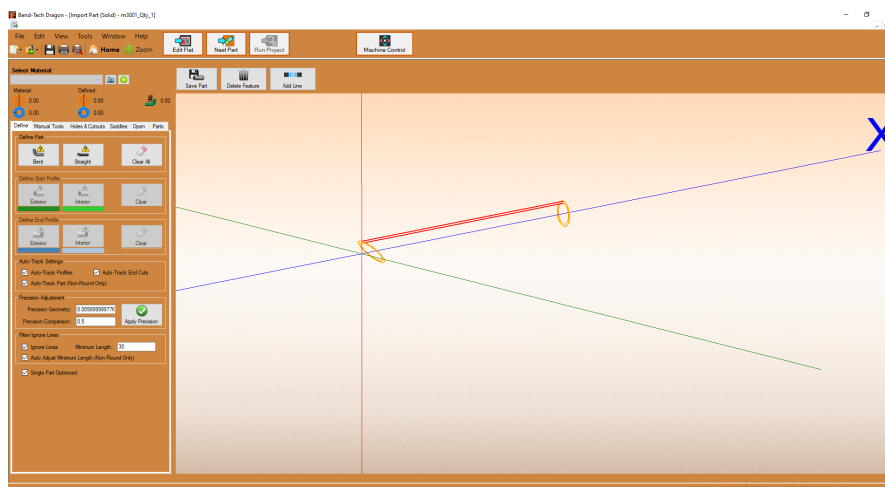 Bend-Tech Dragon - [Import Part (Solid) - m3001_Qty_1]
File Edit View Tools Window Help
Home Zoom
Edit Flat Nest Part Run Project Machine Control
Select Material:
Save Part Delete Feature Add Line
Material: Defined:
0.00 0.00 0.00
0.00 0.00
Define Manual Tools Holes & Cutouts Saddles Open Parts
Define Part
Bent Straight Clear All
Define Start Profile
Exterior Interior Clear
Define End Profile
Exterior Interior Clear
Auto-Track Settings
Auto-Track Profiles Auto-Track End Cuts
Auto-Track Part (Non-Round Only)
Precision Adjustment
Precision Geometry: 0.009999999776
Precision Comparison: 0.5 Apply Precision
Filter/Ignore Lines
Ignore Lines Minimum Length: 30
Auto Adjust Minimum Length (Non-Round Only)
Single Part Optimized
X